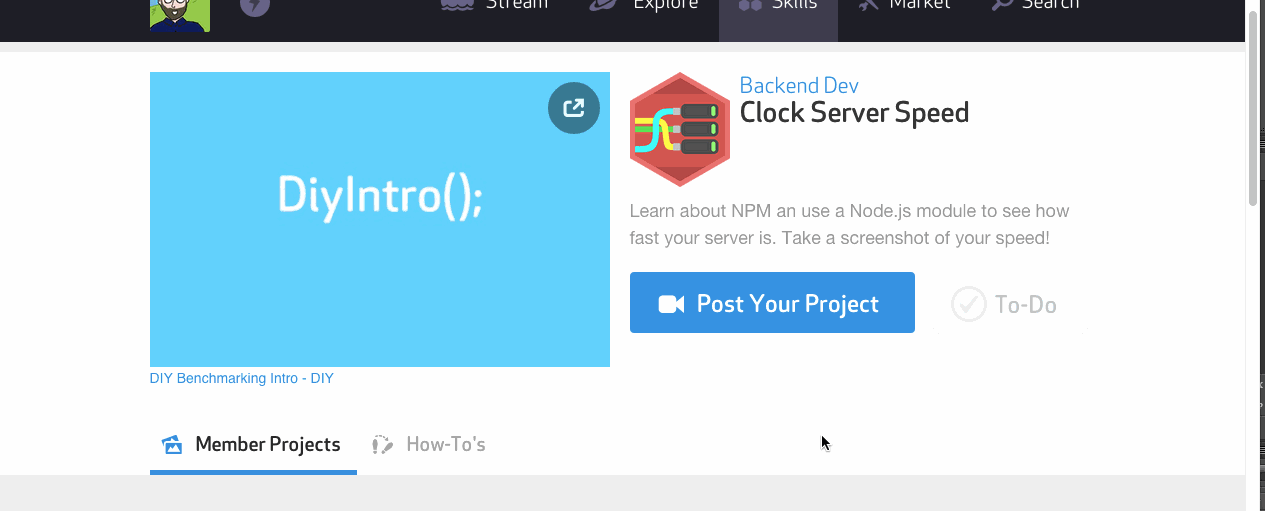 Stream Explore Skills Market Search
DiyIntro();
Backend Dev
Clock Server Speed
Learn about NPM an use a Node.js module to see how
fast your server is. Take a screenshot of your speed!
Post Your Project
To-Do
DIY Benchmarking Intro - DIY
Member Projects
How-To's